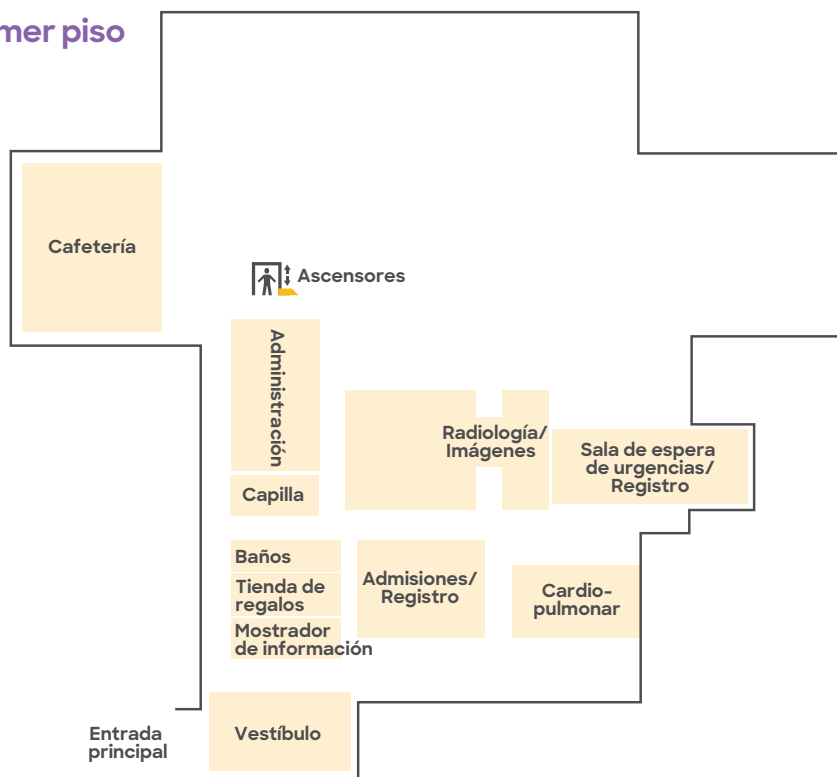 mer piso
Cafetería
Ascensores
Administración
Radiología/
Imágenes
Sala de espera
de urgencias/
Registro
Capilla
Baños
Tienda de
regalos
Mostrador
de información
Admisiones/
Registro
Cardio-
pulmonar
Entrada
principal
Vestíbulo